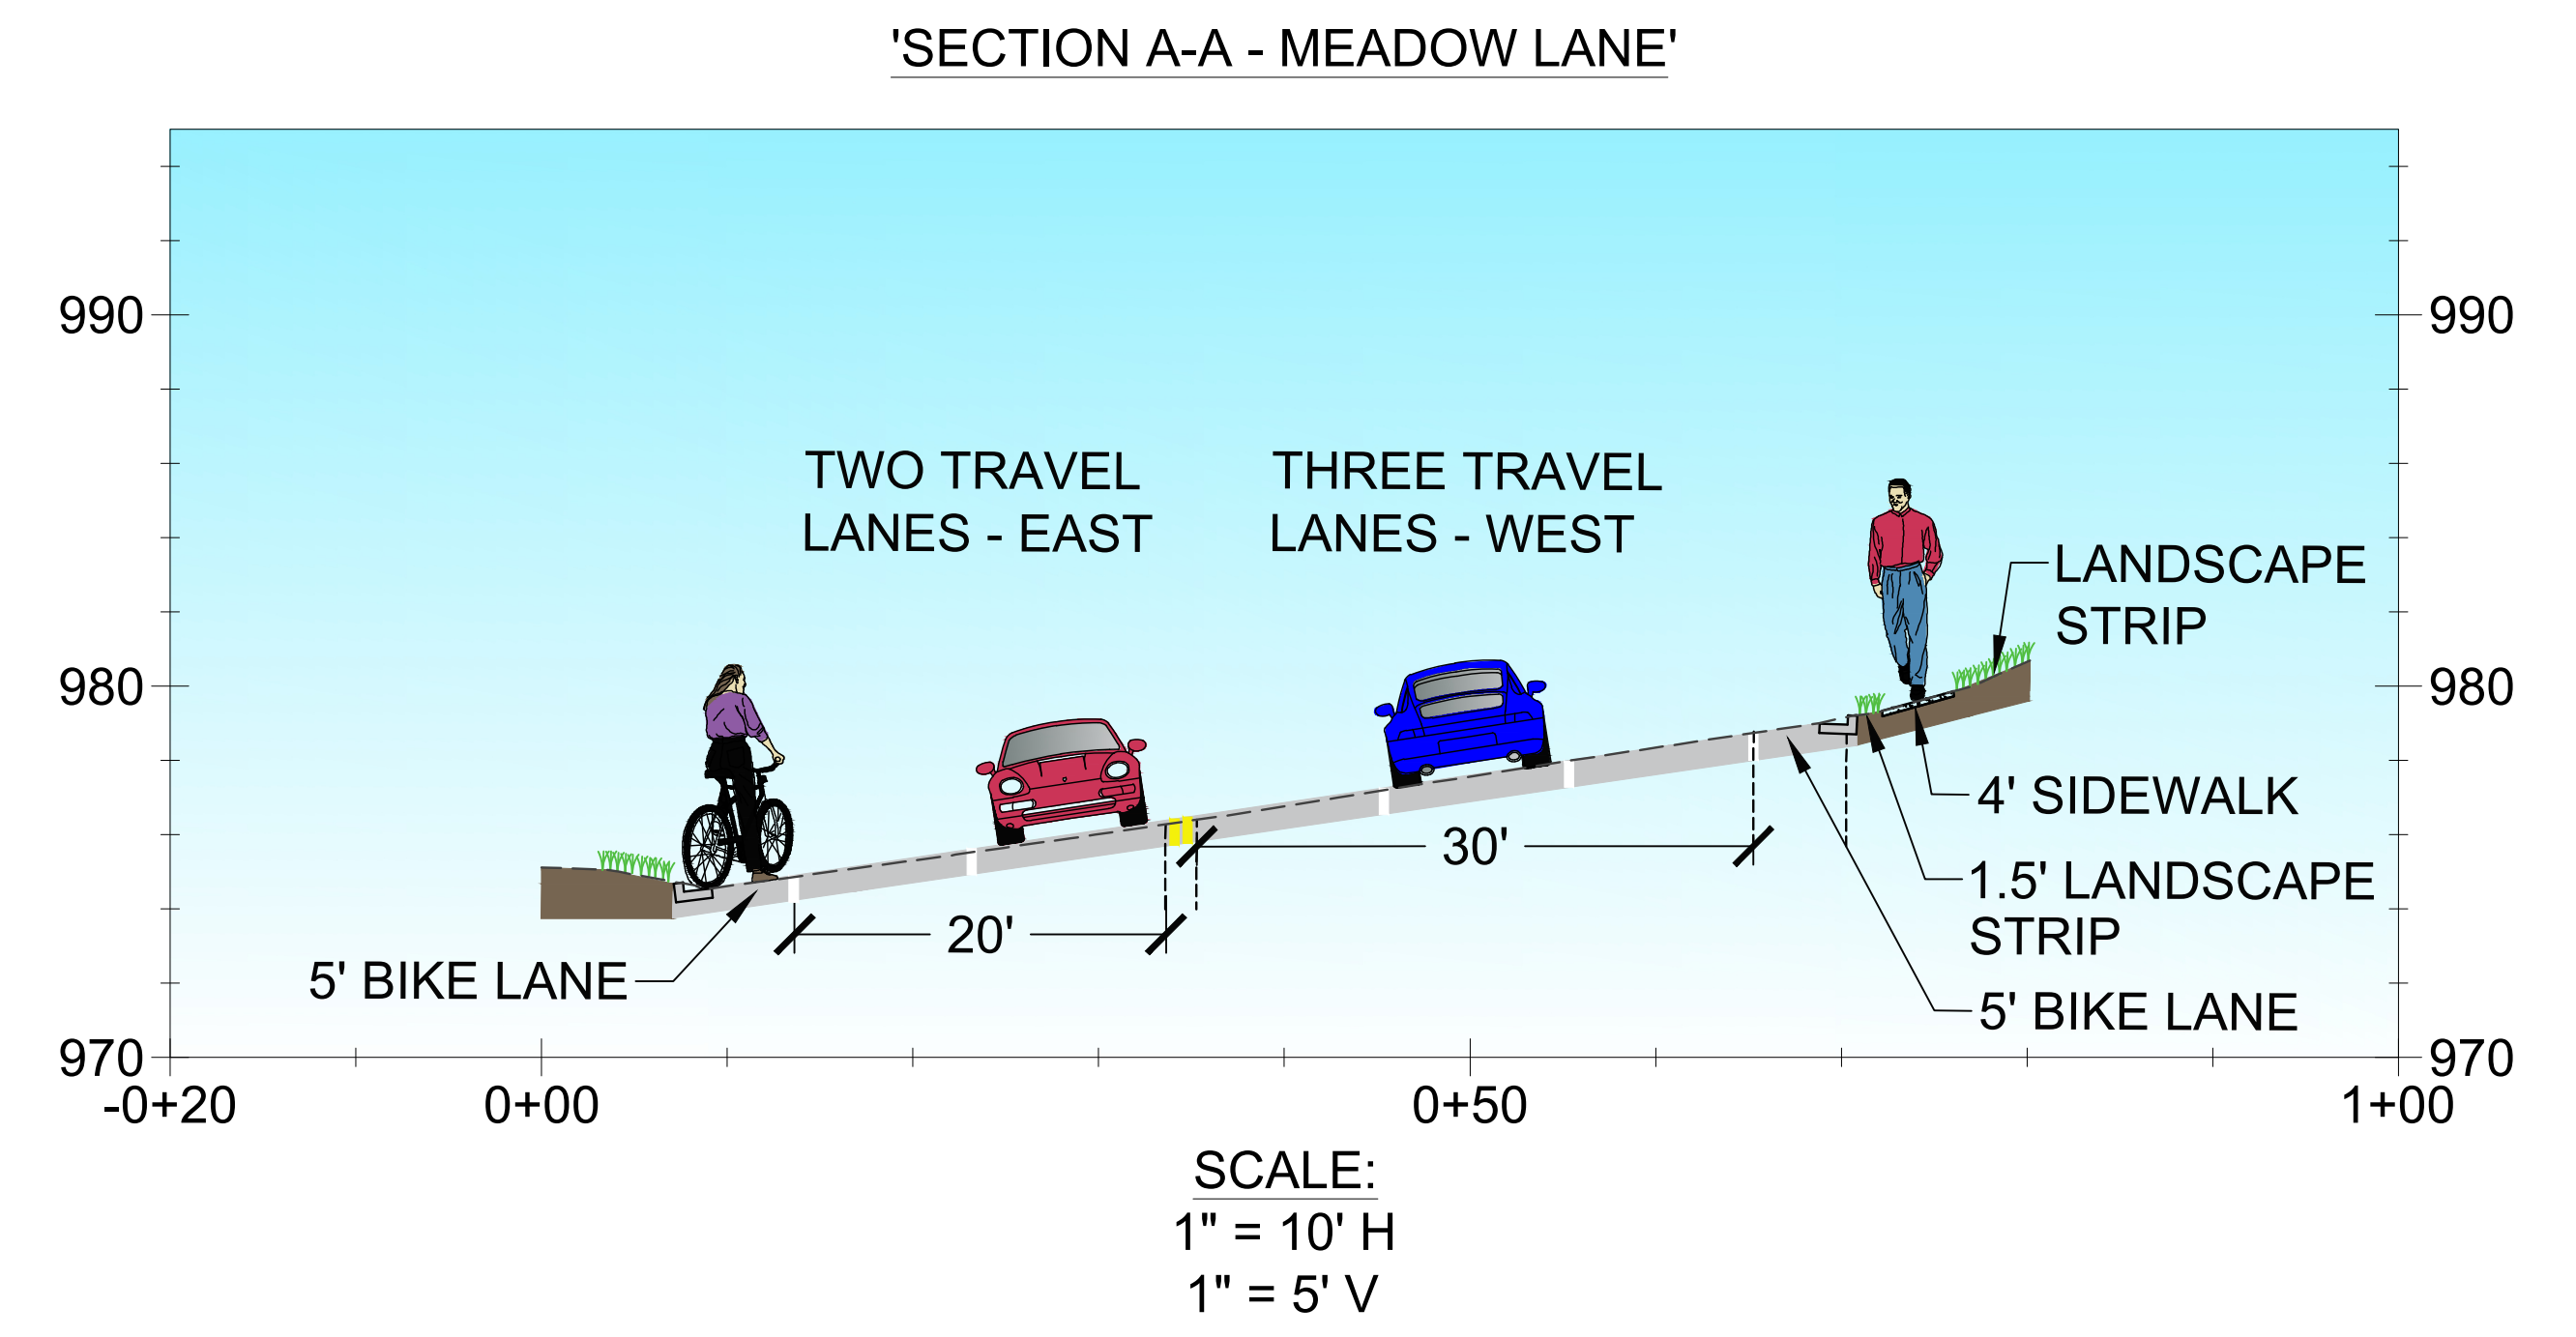 'SECTION A-A - MEADOW LANE'
990
990
TWO TRAVEL
LANES - EAST
THREE TRAVEL
LANES - WEST
LANDSCAPE
STRIP
980
980
4' SIDEWALK
30'
1.5' LANDSCAPE
STRIP
20'
5' BIKE LANE
5' BIKE LANE
970
970
-0+20
0+00
0+50
1+00
SCALE:
1" = 10' H
1" = 5' V